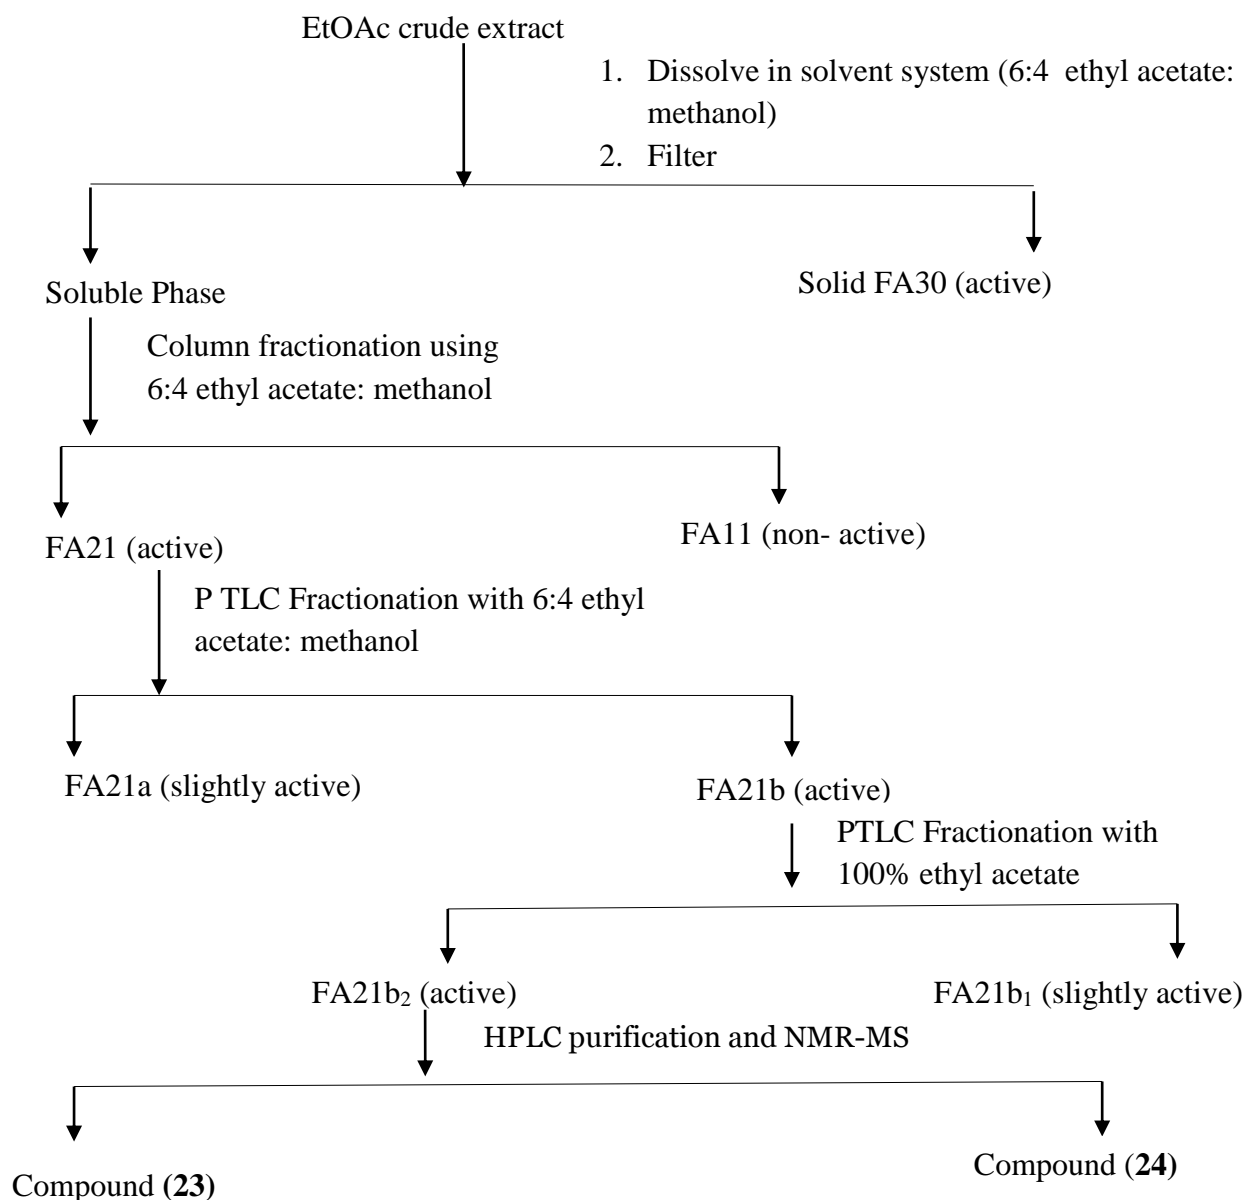 EtOAc crude extract
1. Dissolve in solvent system (6:4 ethyl acetate:
methanol)
2. Filter
Soluble Phase
Solid FA30 (active)
Column fractionation using
6:4 ethyl acetate: methanol
FA21 (active)
FA11 (non- active)
P TLC Fractionation with 6:4 ethyl
acetate: methanol
FA21a (slightly active)
FA21b (active)
PTLC Fractionation with
100% ethyl acetate
FA21b₂ (active)
FA21b₁ (slightly active)
HPLC purification and NMR-MS
Compound (23)
Compound (24)